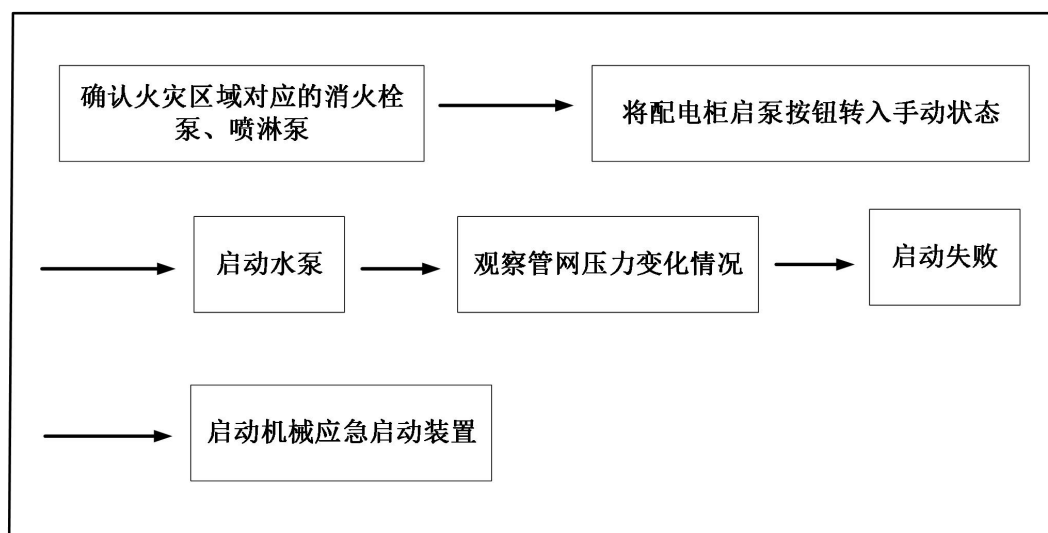 确认火灾区域对应的消火栓
泵、喷淋泵
将配电柜启泵按钮转入手动状态
启动水泵
观察管网压力变化情况
启动失败
启动机械应急启动装置